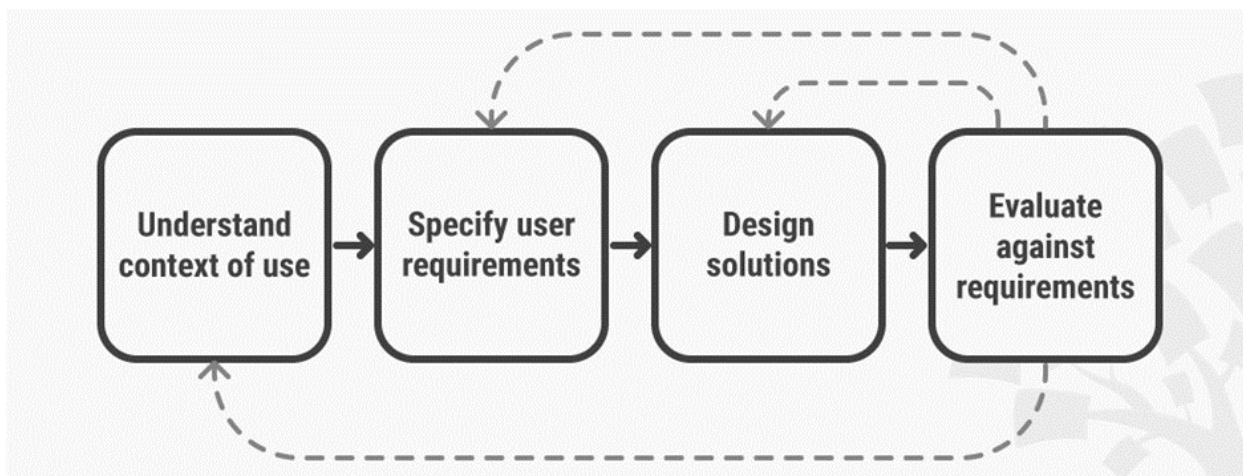 Understand
context of use
Specify user
requirements
Design
solutions
Evaluate
against
requirements